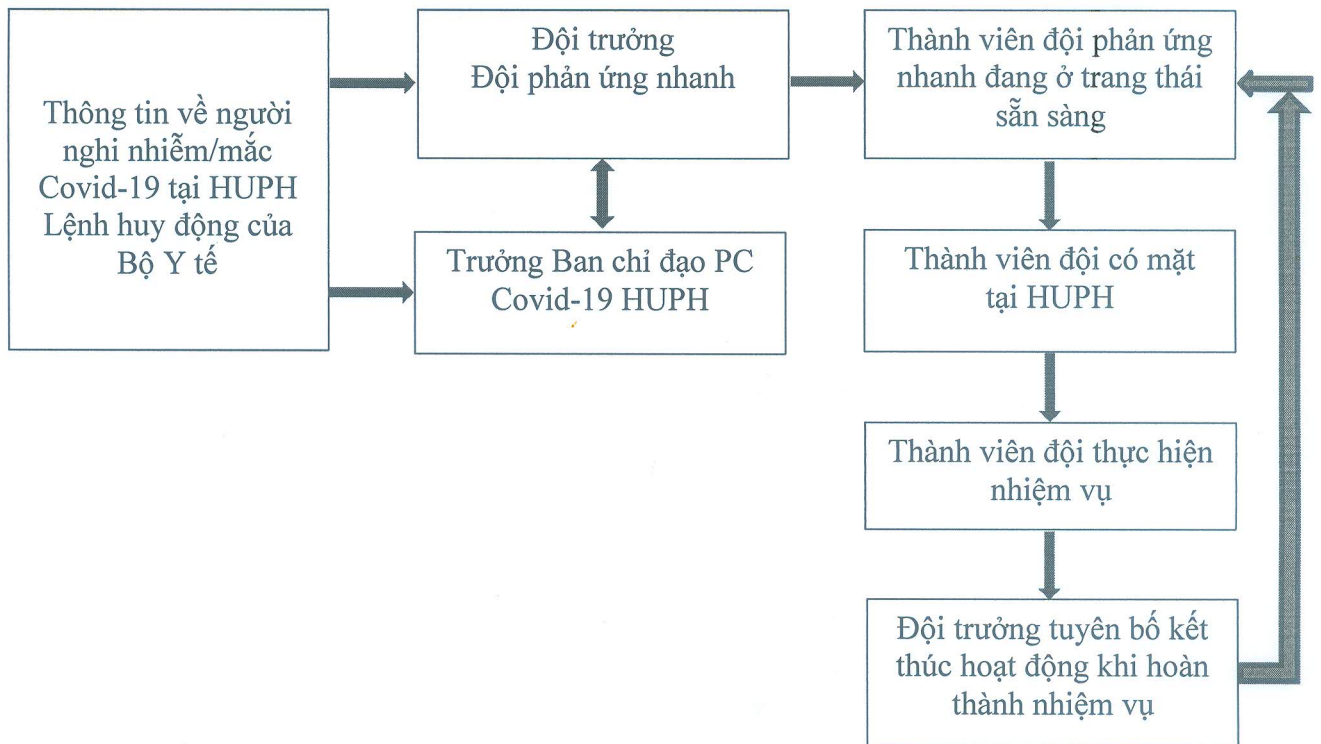 Thông tin về người
nghi nhiễm/mắc
Covid-19 tại HUPH
Lệnh huy động của
Bộ Y tế
Đội trưởng
Đội phản ứng nhanh
Trưởng Ban chỉ đạo PC
Covid-19 HUPH
Thành viên đội phản ứng
nhanh đang ở trang thái
sẵn sàng
Thành viên đội có mặt
tại HUPH
Thành viên đội thực hiện
nhiệm vụ
Đội trưởng tuyên bố kết
thúc hoạt động khi hoàn
thành nhiệm vụ